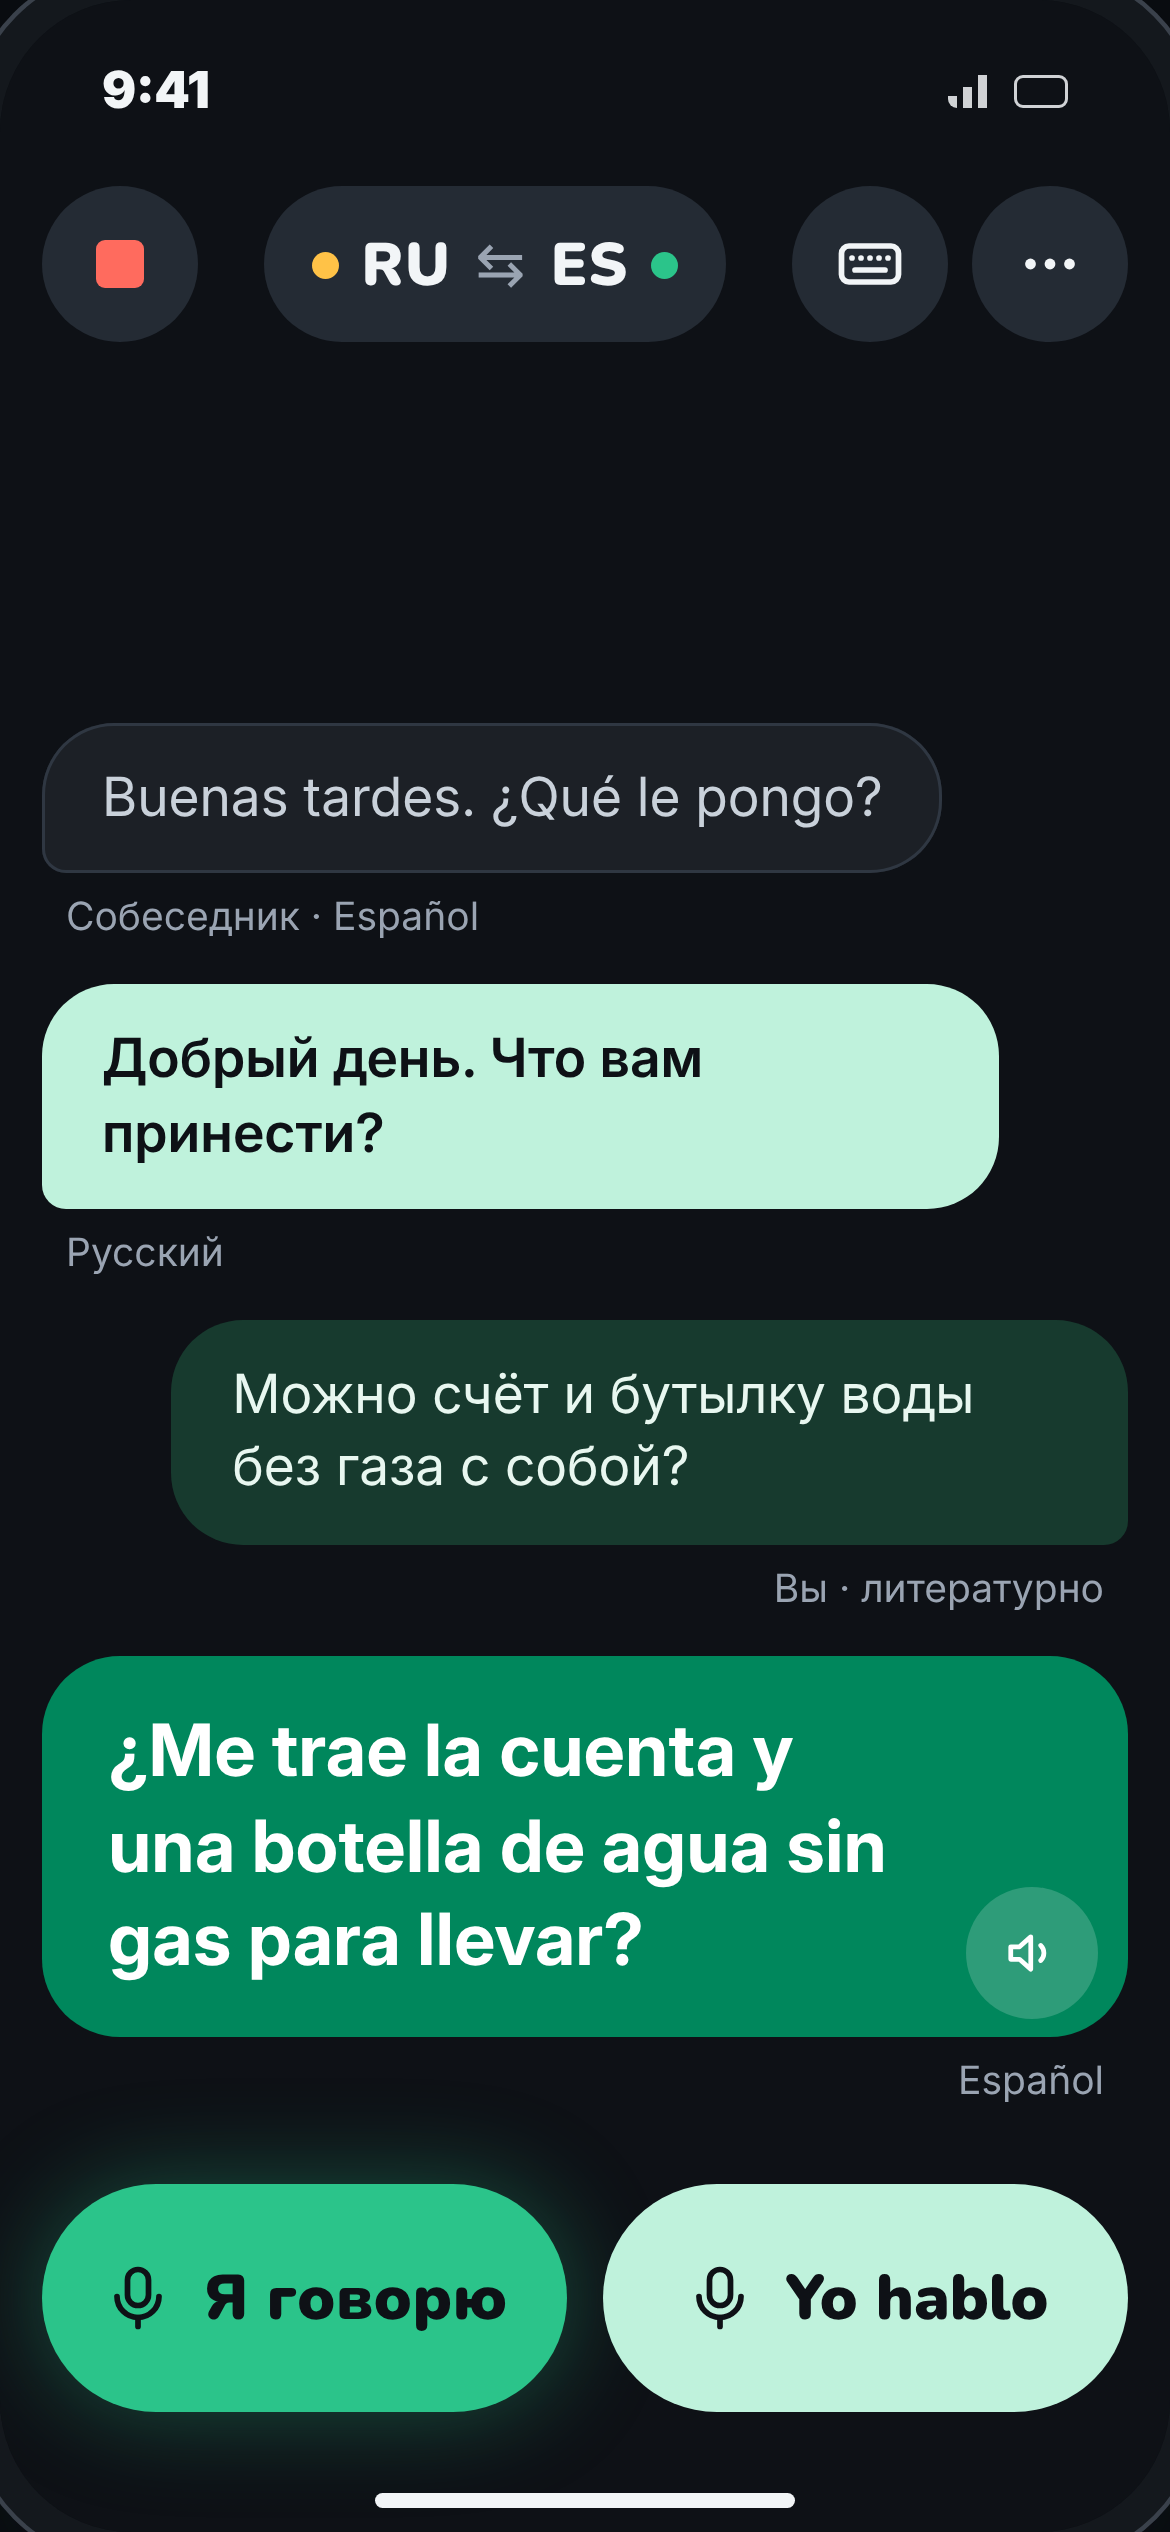 9:41
RU ⇆ ES
Buenas tardes. ¿Qué le pongo?
Собеседник · Español
Добрый день. Что вам
принести?
Русский
Можно счёт и бутылку воды
без газа с собой?
Вы · литературно
¿Me trae la cuenta y
una botella de agua sin
gas para llevar?
Español
Я говорю
Yo hablo